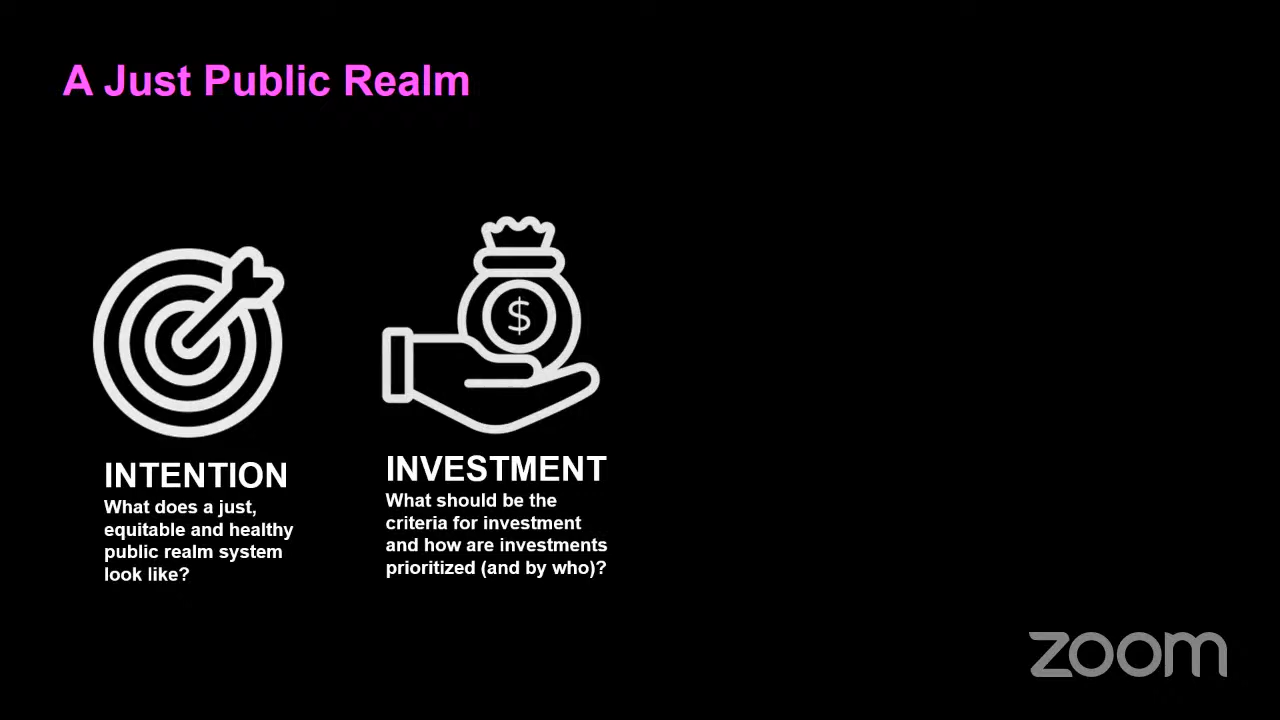 A Just Public Realm
$
INTENTION
What does a just,
equitable and healthy
public realm system
look like?
INVESTMENT
What should be the
criteria for investment
and how are investments
prioritized (and by who)?
zoom